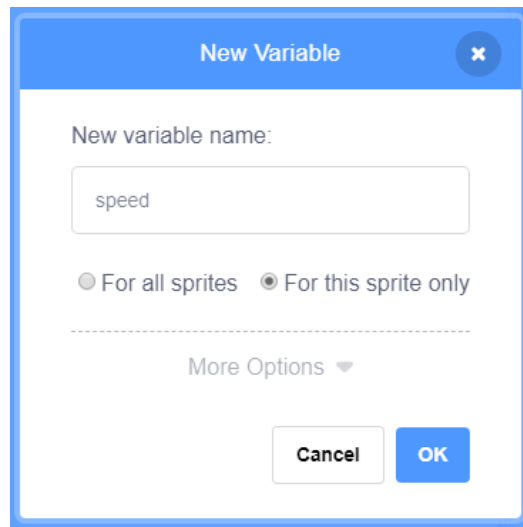 New Variable
New variable name:
speed
For all sprites For this sprite only
More Options
Cancel OK